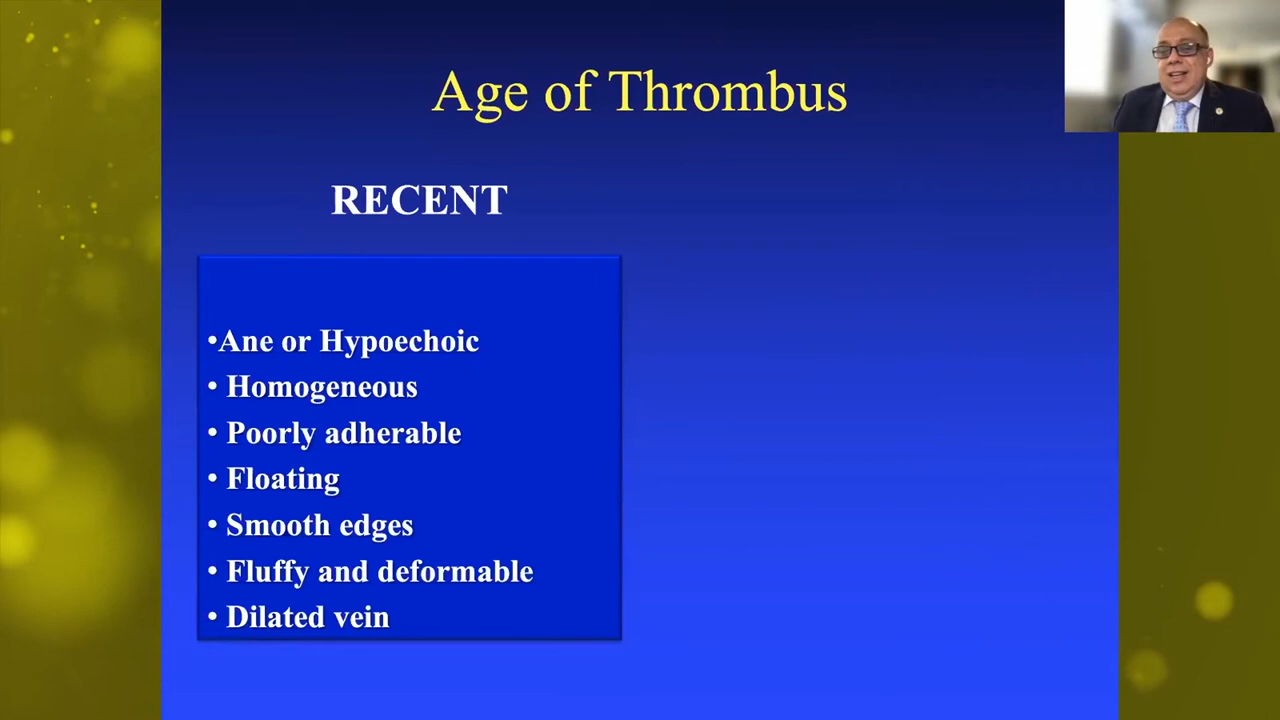 Age of Thrombus
RECENT
•Ane or Hypoechoic
• Homogeneous
• Poorly adherable
• Floating
• Smooth edges
• Fluffy and deformable
• Dilated vein